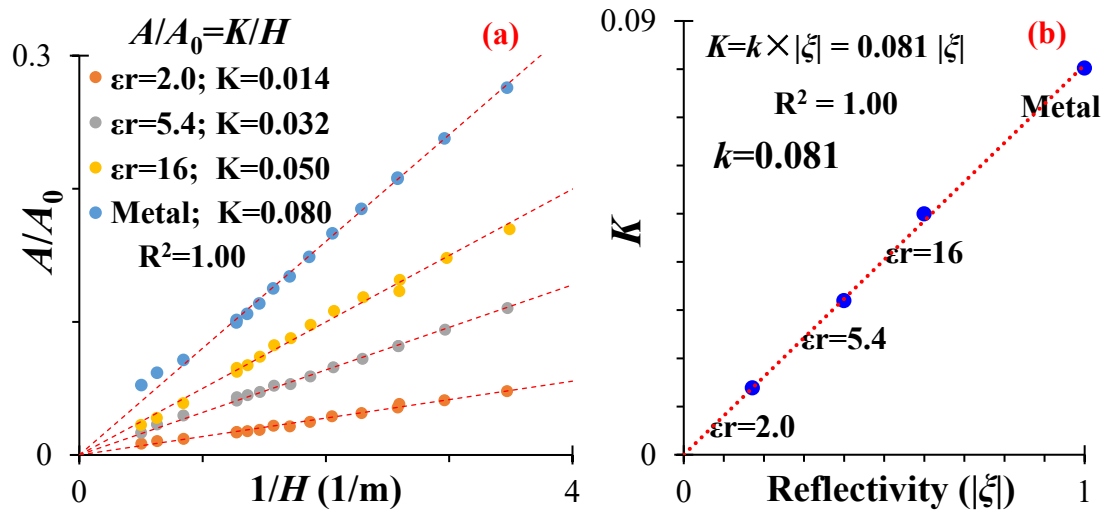 A/A₀=K/H
(a)
0.3
εr=2.0; K=0.014
εr=5.4; K=0.032
εr=16; K=0.050
Metal; K=0.080
R²=1.00
A/A₀
0
0
1/H (1/m)
4
0.09
K=k×|ξ| = 0.081 |ξ|
(b)
R² = 1.00
Metal
k=0.081
K
εr=16
εr=5.4
εr=2.0
0
0
Reflectivity (|ξ|)
1